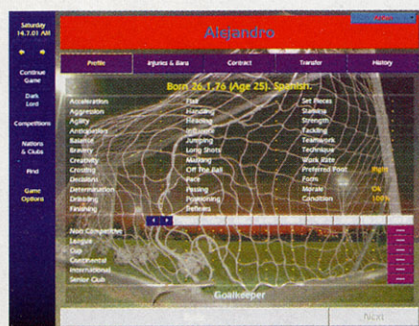 Saturday
14.7.01 AM
Continue
Game
Dark
Lord
Competitions
Nations
& Clubs
Find
Game
Options
Alejandro
Profile
Injuries & Bans
Contract
Transfer
History
Born 26.1.76 (Age 25). Spanish.
Acceleration
Aggression
Agility
Anticipation
Balance
Bravery
Creativity
Crossing
Decisions
Determination
Dribbling
Finishing
Flair
Handling
Heading
Influence
Jumping
Long Shots
Marking
Off The Ball
Pace
Passing
Positioning
Reflexes
Set Pieces
Stamina
Strength
Tackling
Teamwork
Technique
Work Rate
Preferred Foot Right
Form
Morale Ok
Condition 100%
Non Competitive
League
Cup
Continental
International
Senior Club
Goalkeeper
Next